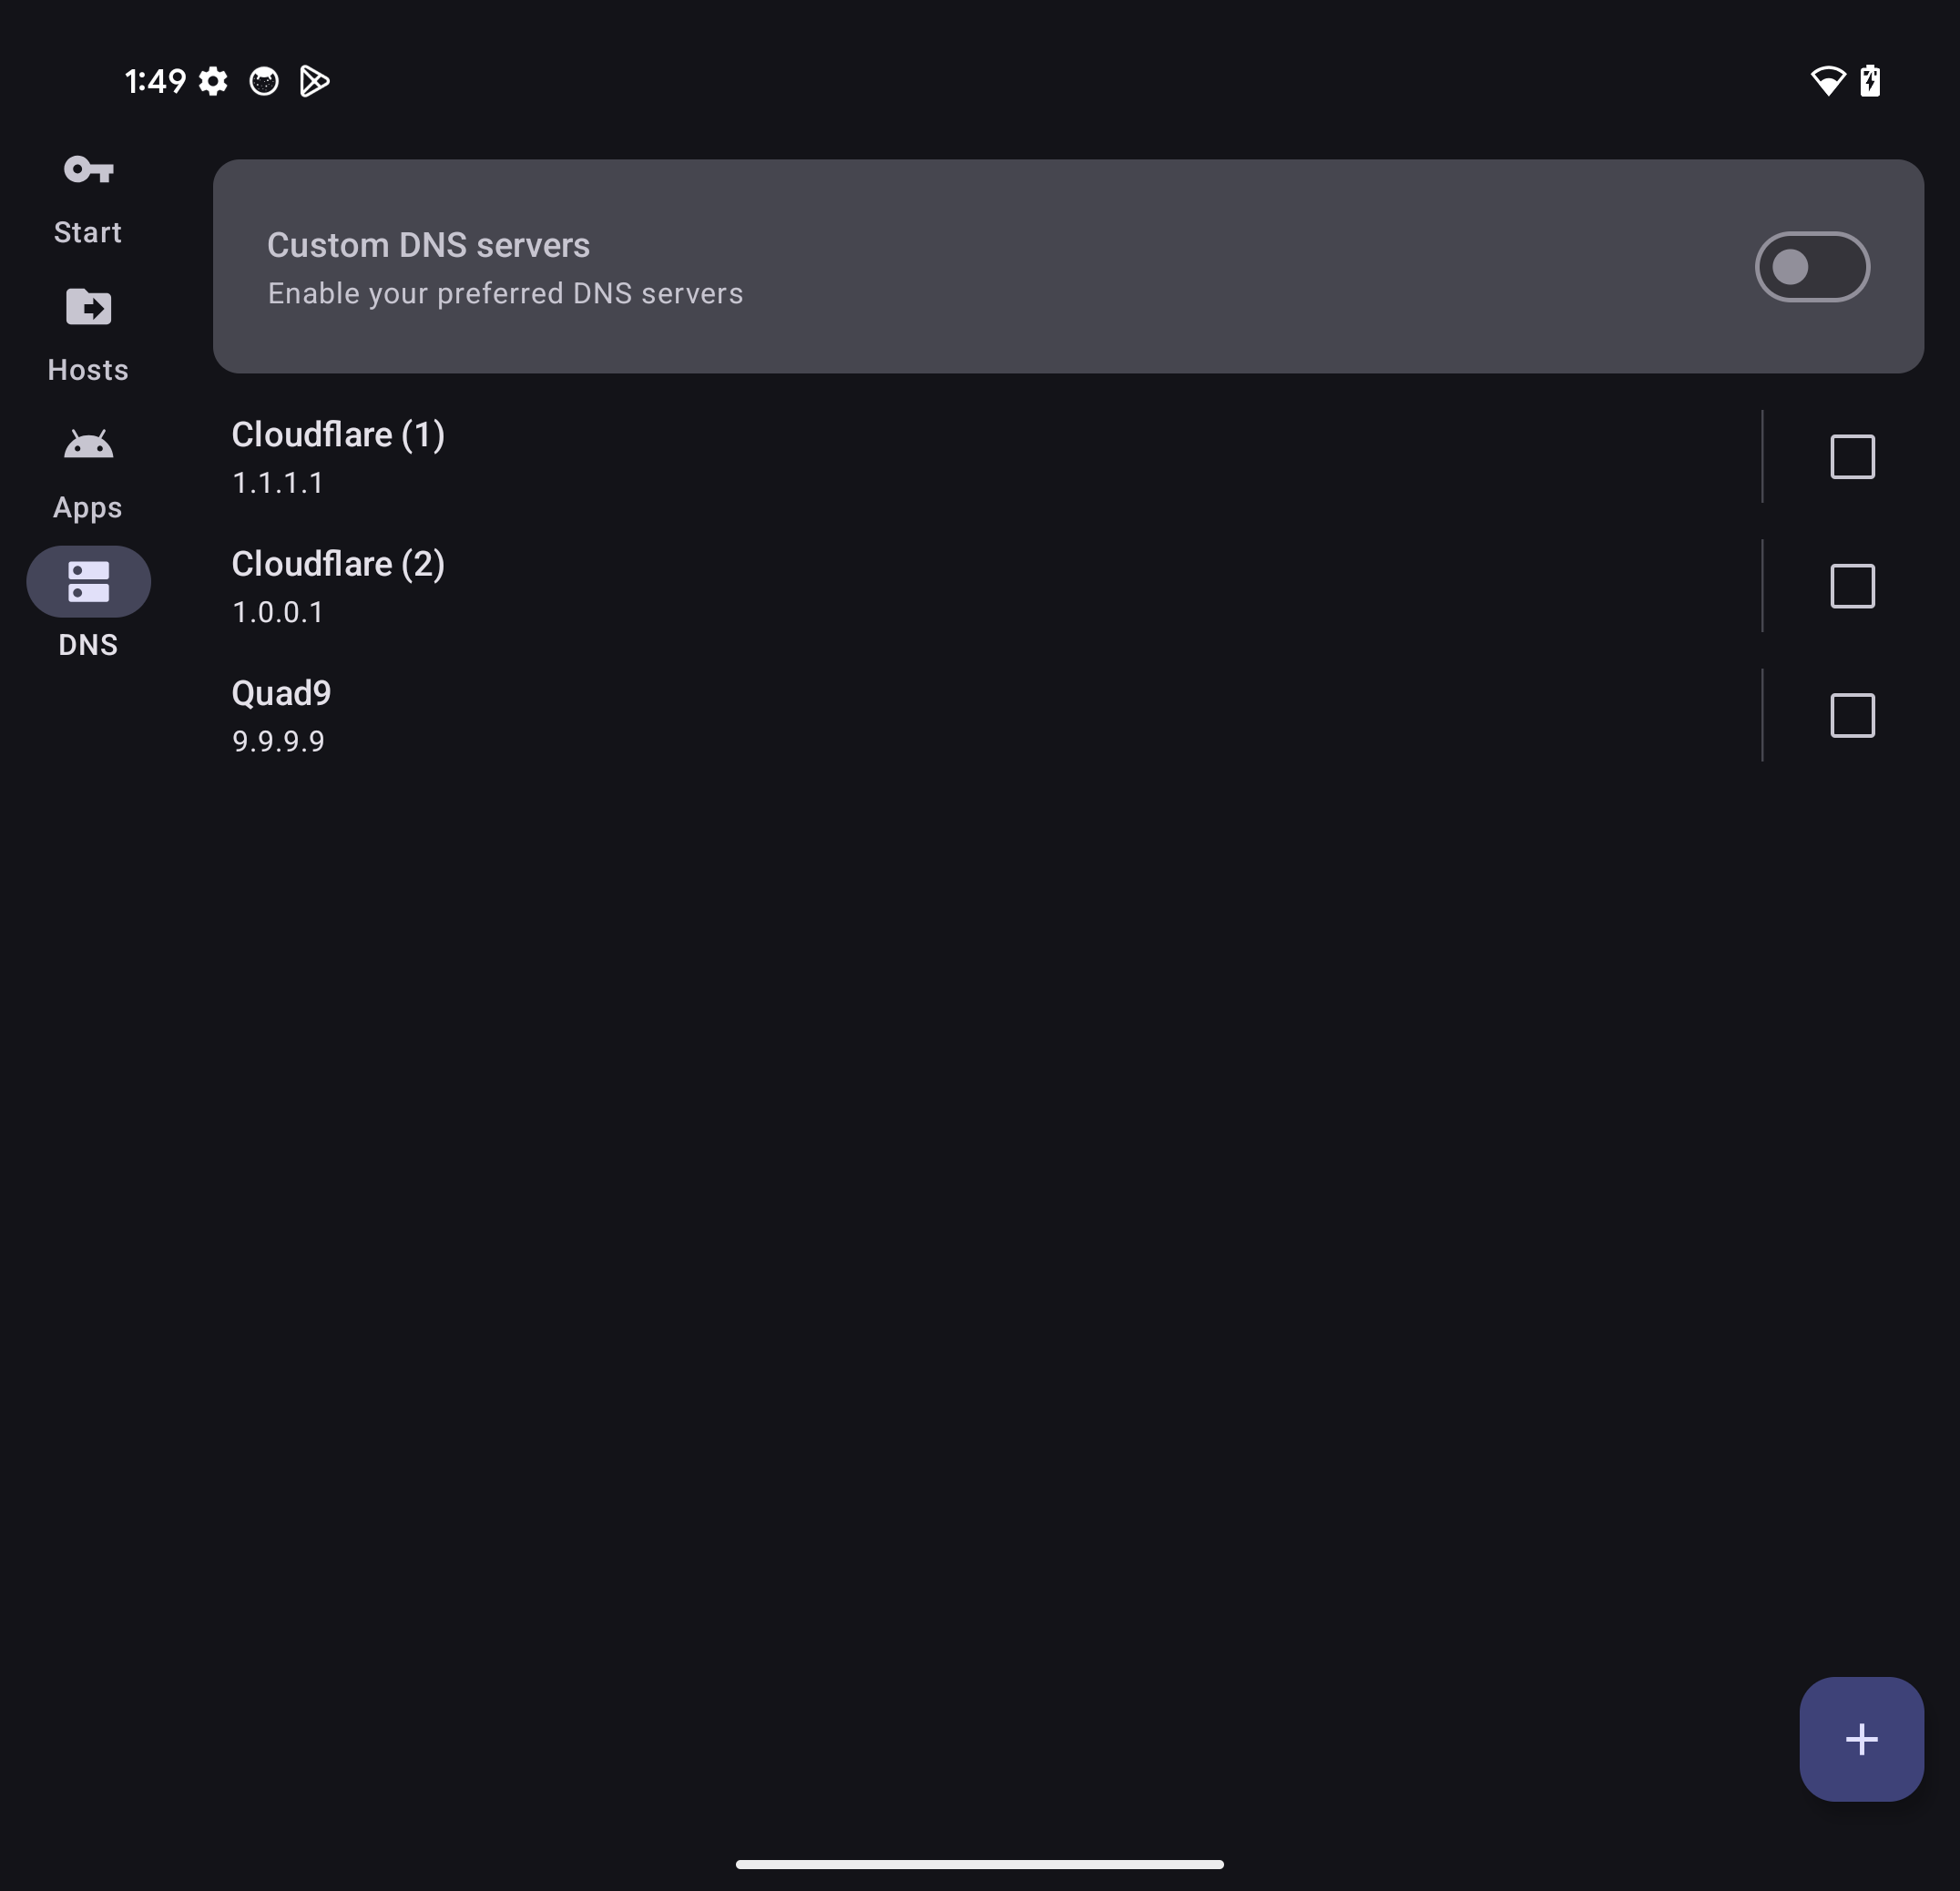 1:49
Start
Hosts
Apps
DNS
Custom DNS servers
Enable your preferred DNS servers
Cloudflare (1)
1.1.1.1
Cloudflare (2)
1.0.0.1
Quad9
9.9.9.9